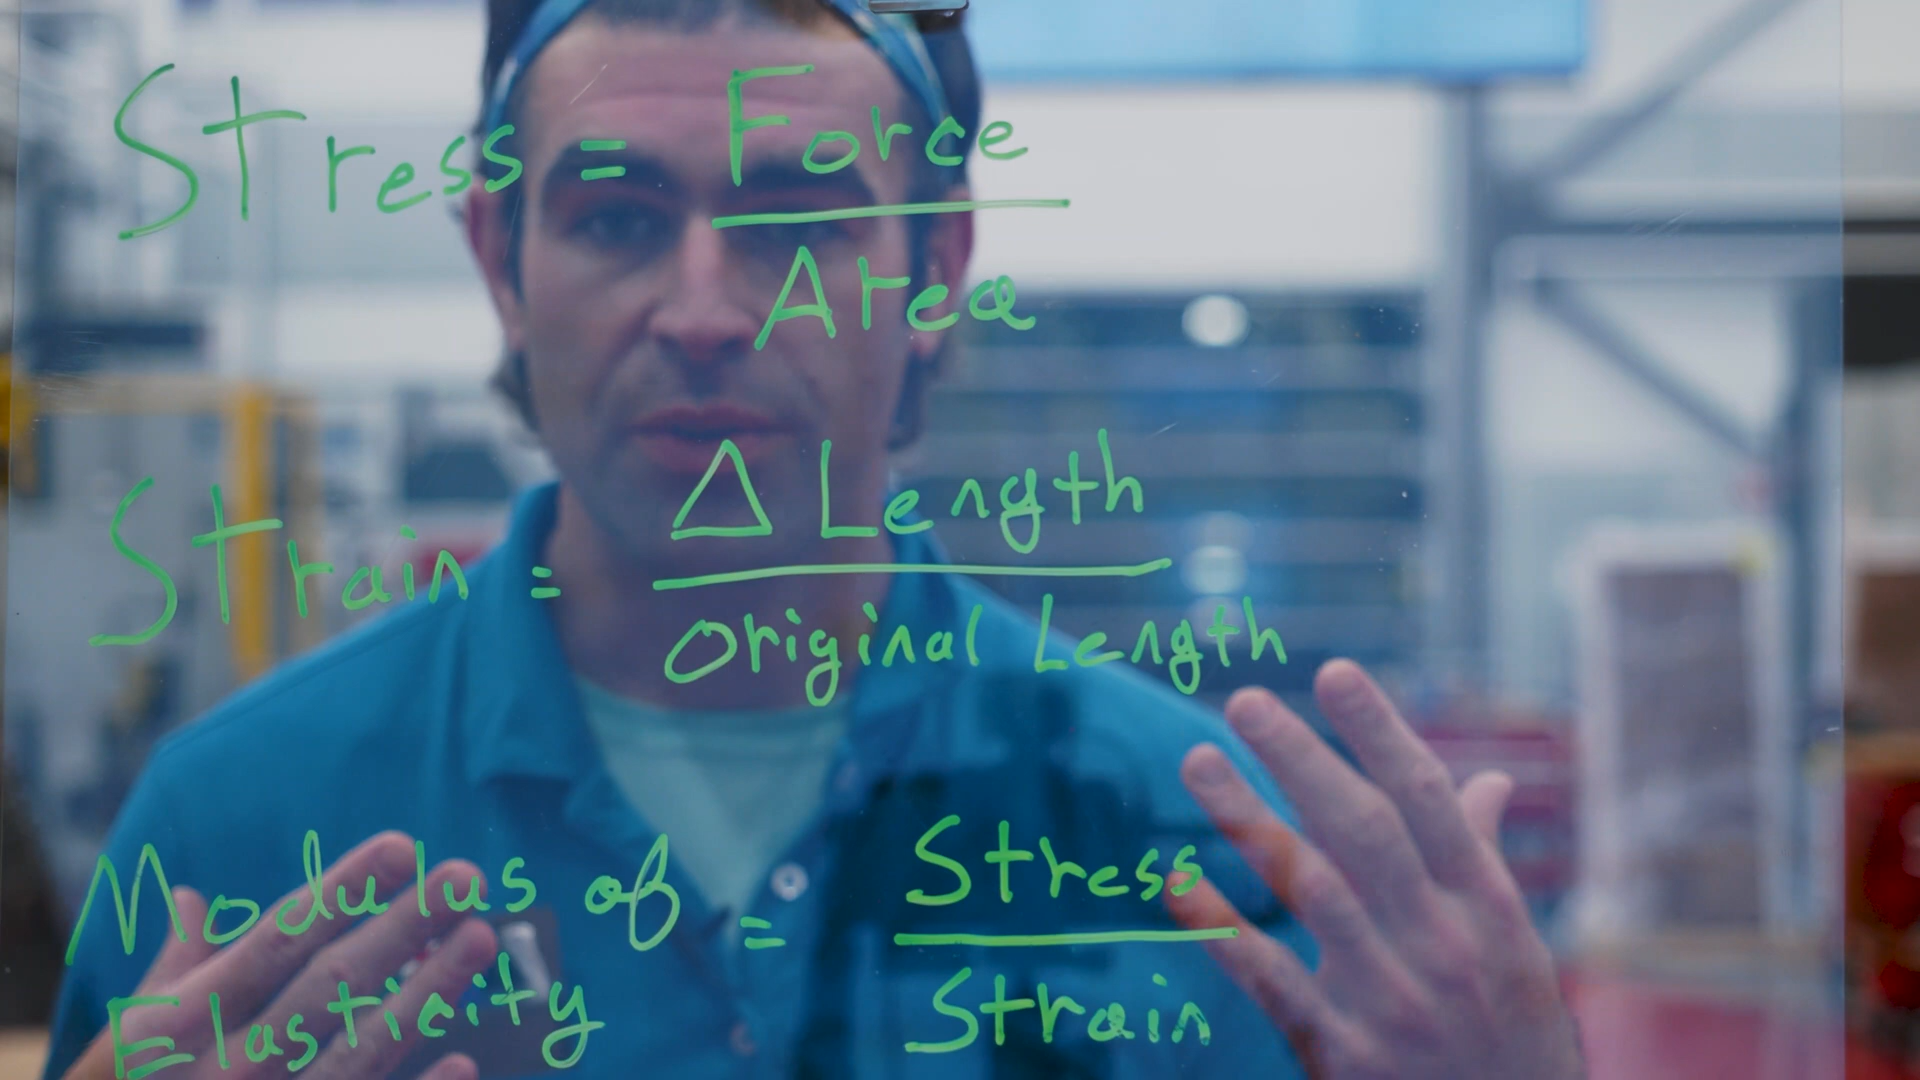 Stress = Force
Area
Strain = Δ Length
Original Length
Modulus of = Stress
Elasticity Strain